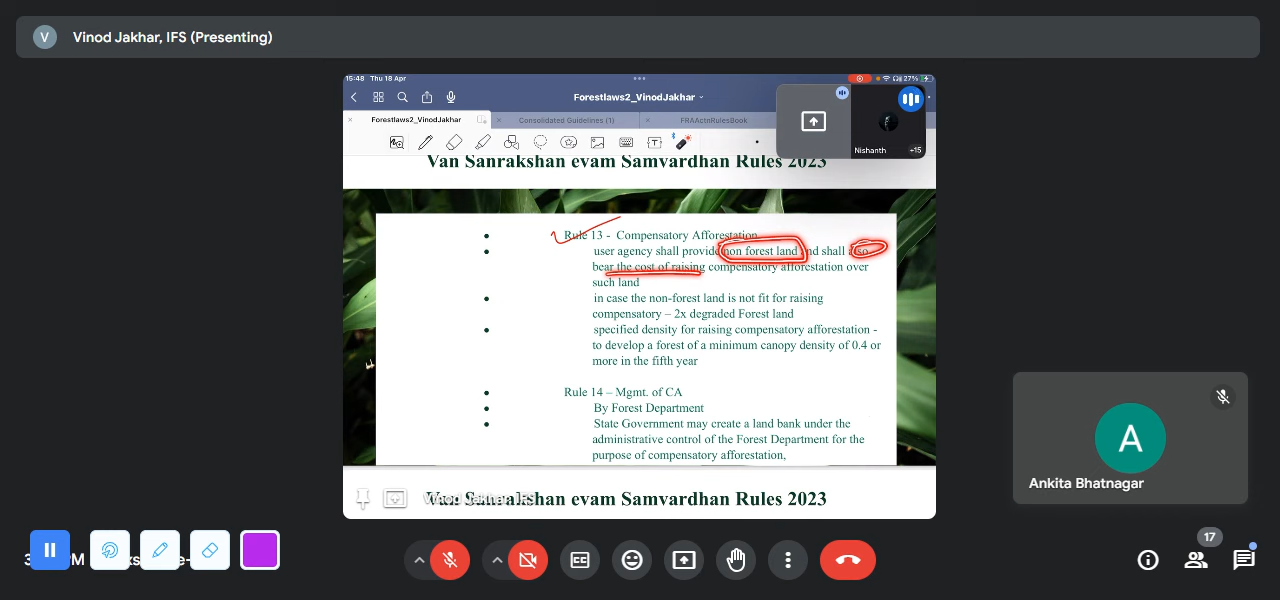 V
Vinod Jakhar, IFS (Presenting)
15:48 Thu 18 Apr
27%
Forestlaws2_VinodJakhar
Forestlaws2_VinodJakhar
Consolidated Guidelines (1)
FRAActnRulesBook
Nishanth
+15
Van Sanrakshan evam Samvardhan Rules 2023
Rule 13 - Compensatory Afforestation
user agency shall provide non forest land and shall also
bear the cost of raising compensatory afforestation over
such land
in case the non-forest land is not fit for raising
compensatory – 2x degraded Forest land
specified density for raising compensatory afforestation -
to develop a forest of a minimum canopy density of 0.4 or
more in the fifth year
Rule 14 – Mgmt. of CA
By Forest Department
State Government may create a land bank under the
administrative control of the Forest Department for the
purpose of compensatory afforestation,
Van Sanrakshan evam Samvardhan Rules 2023
A
Ankita Bhatnagar
17